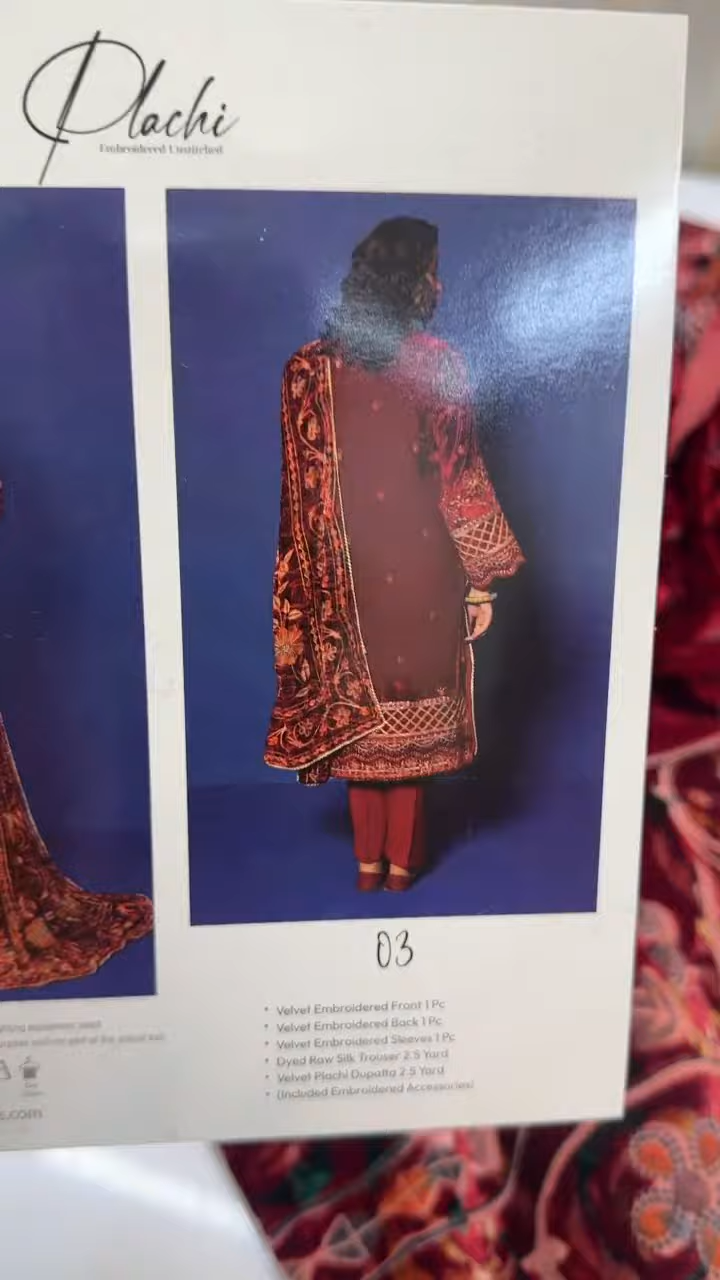 Plachi
Embroidered Unstitched
03
• Velvet Embroidered Front 1 Pc
• Velvet Embroidered Back 1 Pc
• Velvet Embroidered Sleeves 1 Pc
• Dyed Raw Silk Trouser 2.5 Yard
• Velvet Plachi Dupatta 2.5 Yard
• (Included Embroidered Accessories)